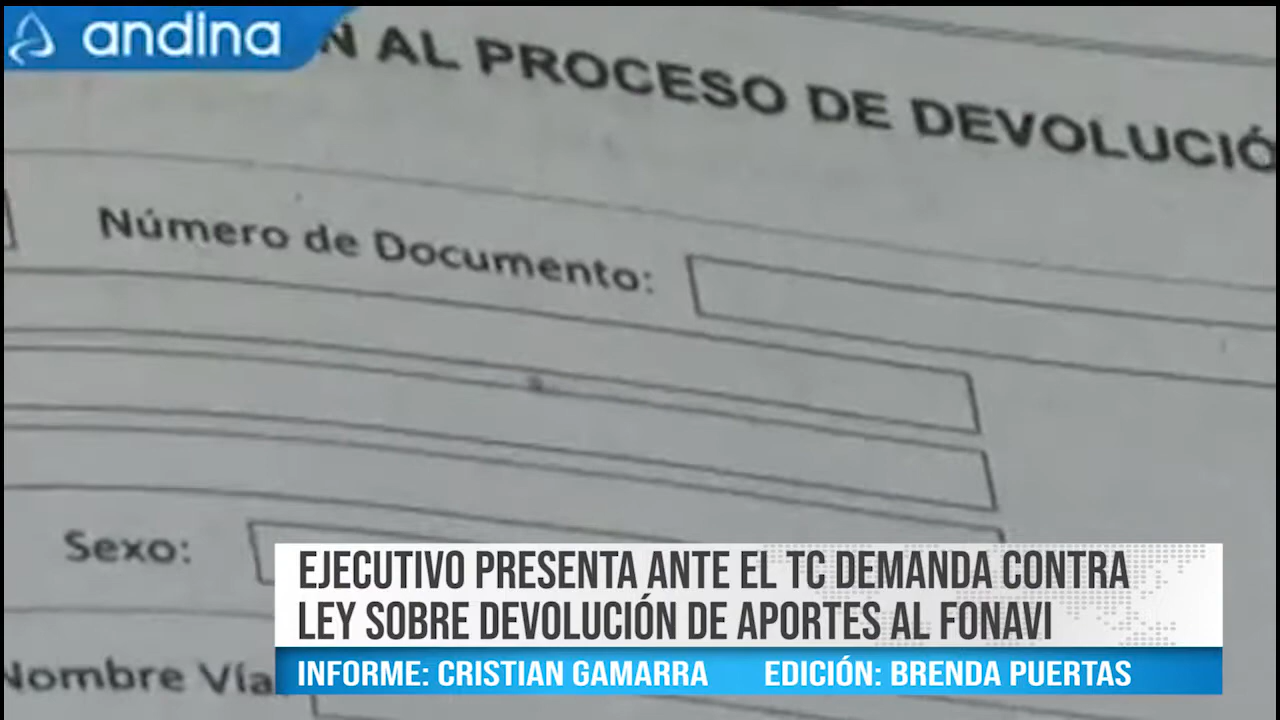 andina
N AL PROCESO DE DEVOLUCIÓ
Número de Documento:
Sexo:
EJECUTIVO PRESENTA ANTE EL TC DEMANDA CONTRA
LEY SOBRE DEVOLUCIÓN DE APORTES AL FONAVI
Nombre Vía
INFORME: CRISTIAN GAMARRA EDICIÓN: BRENDA PUERTAS